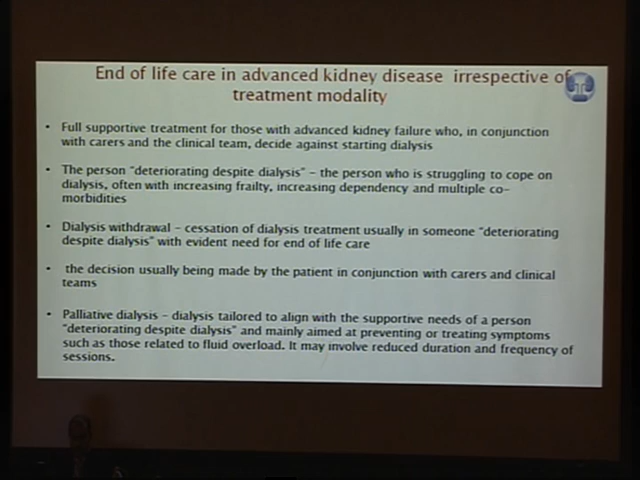 End of life care in advanced kidney disease irrespective of
treatment modality
• Full supportive treatment for those with advanced kidney failure who, in conjunction
with carers and the clinical team, decide against starting dialysis
• The person "deteriorating despite dialysis" – the person who is struggling to cope on
dialysis, often with increasing frailty, increasing dependency and multiple co-
morbidities
• Dialysis withdrawal – cessation of dialysis treatment usually in someone "deteriorating
despite dialysis" with evident need for end of life care
• the decision usually being made by the patient in conjunction with carers and clinical
teams
• Palliative dialysis – dialysis tailored to align with the supportive needs of a person
"deteriorating despite dialysis" and mainly aimed at preventing or treating symptoms
such as those related to fluid overload. It may involve reduced duration and frequency of
sessions.